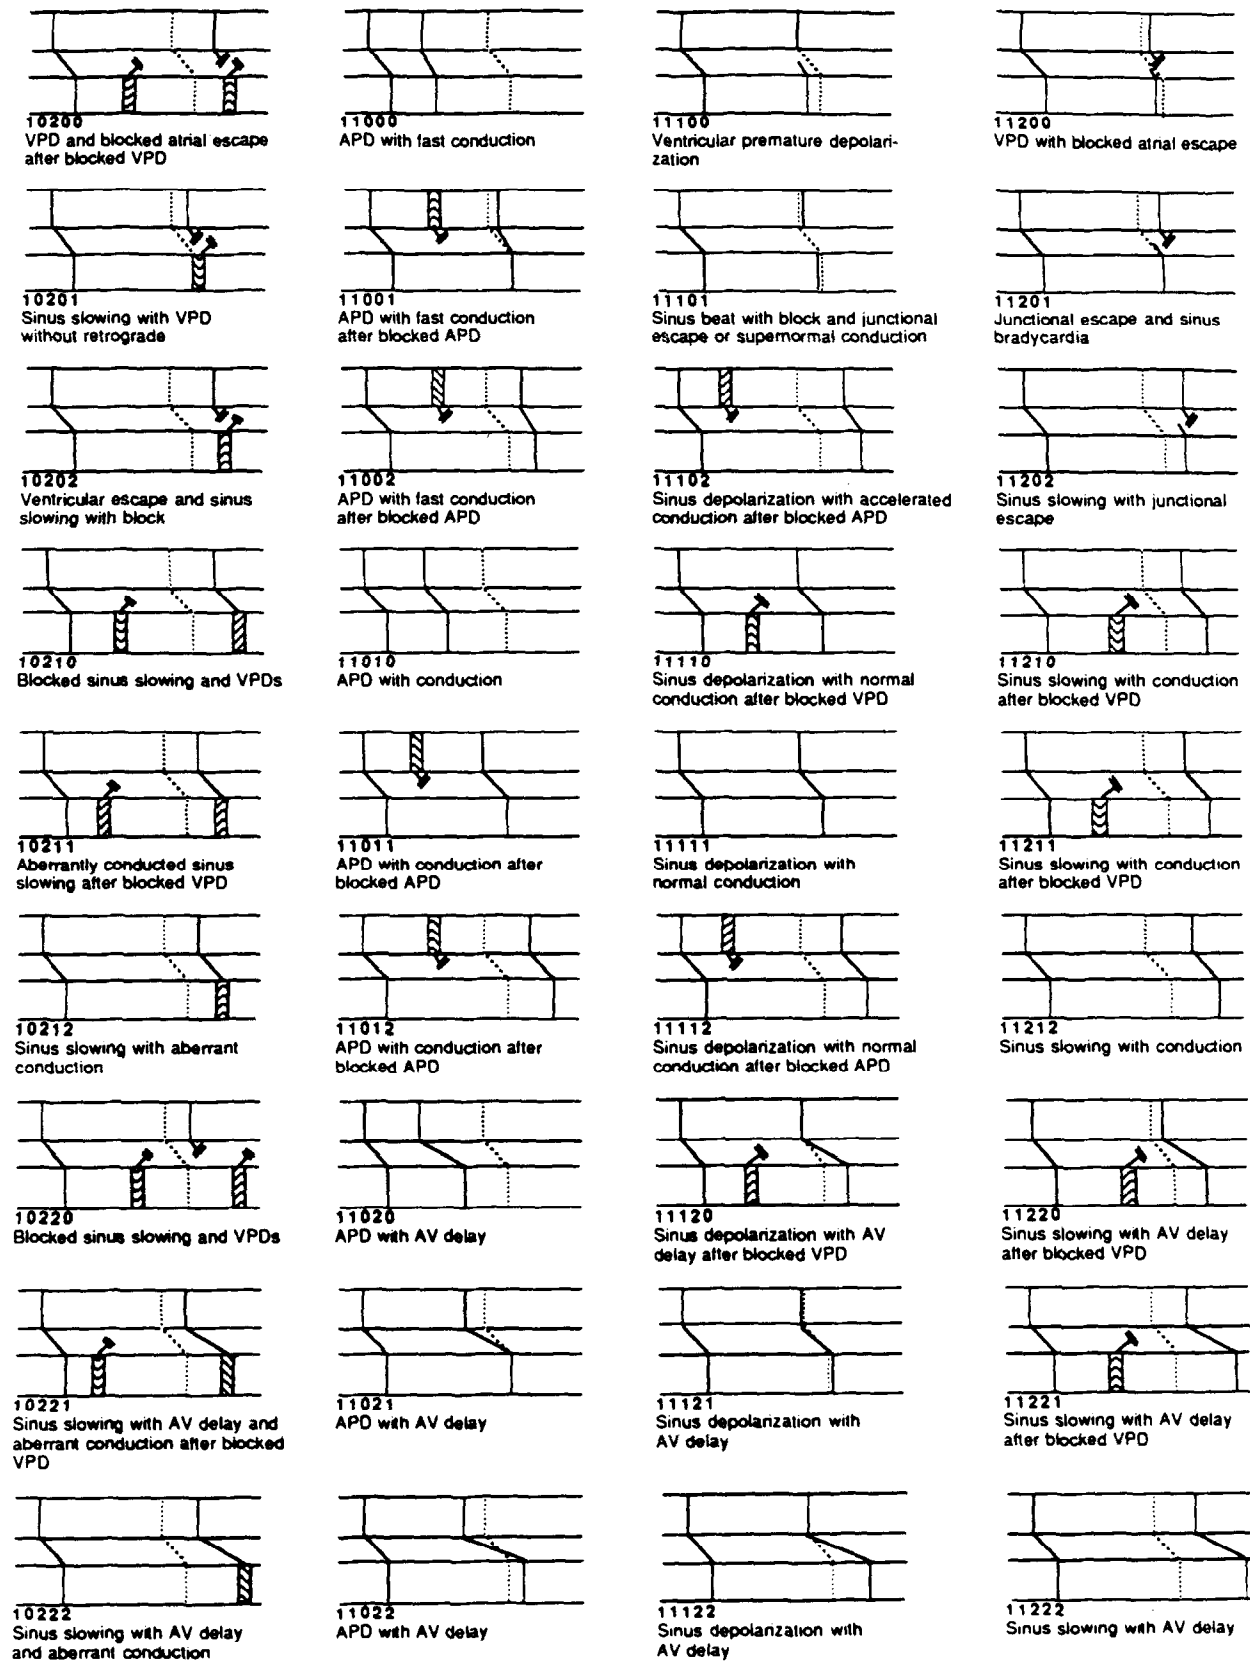 10200
VPD and blocked atrial escape
after blocked VPD
11000
APD with fast conduction
11100
Ventricular premature depolari-
zation
11200
VPD with blocked atrial escape
10201
Sinus slowing with VPD
without retrograde
11001
APD with fast conduction
after blocked APD
11101
Sinus beat with block and junctional
escape or supernormal conduction
11201
Junctional escape and sinus
bradycardia
10202
Ventricular escape and sinus
slowing with block
11002
APD with fast conduction
after blocked APD
11102
Sinus depolarization with accelerated
conduction after blocked APD
11202
Sinus slowing with junctional
escape
10210
Blocked sinus slowing and VPDs
11010
APD with conduction
11110
Sinus depolarization with normal
conduction after blocked VPD
11210
Sinus slowing with conduction
after blocked VPD
10211
Aberrantly conducted sinus
slowing after blocked VPD
11011
APD with conduction after
blocked APD
11111
Sinus depolarization with
normal conduction
11211
Sinus slowing with conduction
after blocked VPD
10212
Sinus slowing with aberrant
conduction
11012
APD with conduction after
blocked APD
11112
Sinus depolarization with normal
conduction after blocked APD
11212
Sinus slowing with conduction
10220
Blocked sinus slowing and VPDs
11020
APD with AV delay
11120
Sinus depolarization with AV
delay after blocked VPD
11220
Sinus slowing with AV delay
after blocked VPD
10221
Sinus slowing with AV delay and
aberrant conduction after blocked
VPD
11021
APD with AV delay
11121
Sinus depolarization with
AV delay
11221
Sinus slowing with AV delay
after blocked VPD
10222
Sinus slowing with AV delay
and aberrant conduction
11022
APD with AV delay
11122
Sinus depolarization with
AV delay
11222
Sinus slowing with AV delay